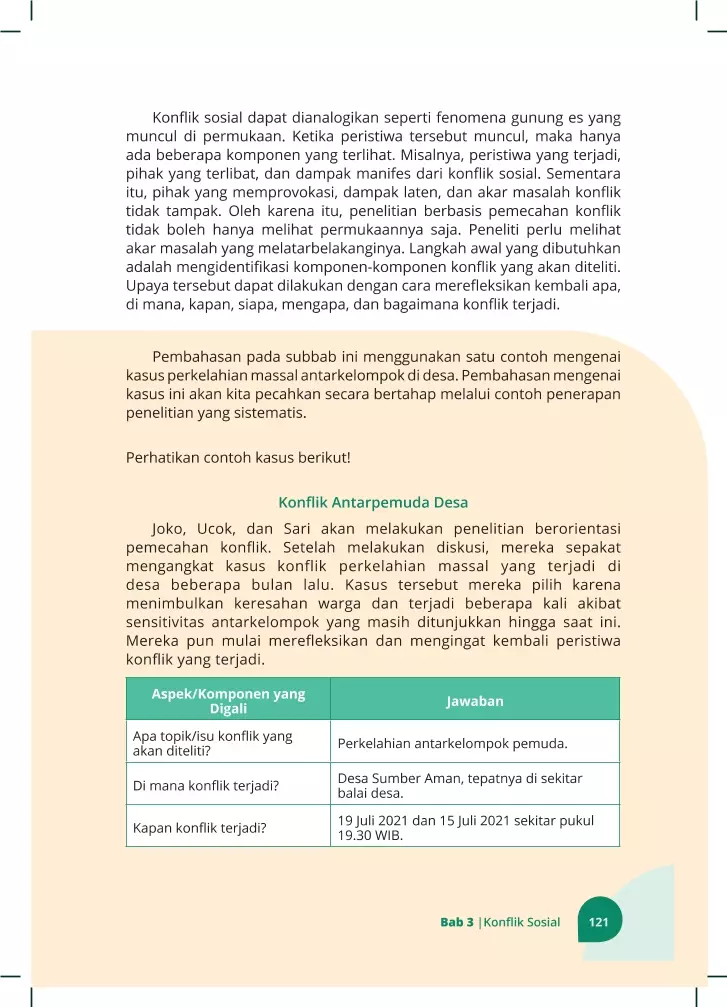 Konflik sosial dapat dianalogikan seperti fenomena gunung es yang
muncul di permukaan. Ketika peristiwa tersebut muncul, maka hanya
ada beberapa komponen yang terlihat. Misalnya, peristiwa yang terjadi,
pihak yang terlibat, dan dampak manifes dari konflik sosial. Sementara
itu, pihak yang memprovokasi, dampak laten, dan akar masalah konflik
tidak tampak. Oleh karena itu, penelitian berbasis pemecahan konflik
tidak boleh hanya melihat permukaannya saja. Peneliti perlu melihat
akar masalah yang melatarbelakanginya. Langkah awal yang dibutuhkan
adalah mengidentifikasi komponen-komponen konflik yang akan diteliti.
Upaya tersebut dapat dilakukan dengan cara merefleksikan kembali apa,
di mana, kapan, siapa, mengapa, dan bagaimana konflik terjadi.
Pembahasan pada subbab ini menggunakan satu contoh mengenai
kasus perkelahian massal antarkelompok di desa. Pembahasan mengenai
kasus ini akan kita pecahkan secara bertahap melalui contoh penerapan
penelitian yang sistematis.
Perhatikan contoh kasus berikut!
Konflik Antarpemuda Desa
Joko, Ucok, dan Sari akan melakukan penelitian berorientasi
pemecahan konflik. Setelah melakukan diskusi, mereka sepakat
mengangkat kasus konflik perkelahian massal yang terjadi di
desa beberapa bulan lalu. Kasus tersebut mereka pilih karena
menimbulkan keresahan warga dan terjadi beberapa kali akibat
sensitivitas antarkelompok yang masih ditunjukkan hingga saat ini.
Mereka pun mulai merefleksikan dan mengingat kembali peristiwa
konflik yang terjadi.
Aspek/Komponen yang
Digali
Jawaban
Apa topik/isu konflik yang
akan diteliti?
Perkelahian antarkelompok pemuda.
Di mana konflik terjadi?
Desa Sumber Aman, tepatnya di sekitar
balai desa.
Kapan konflik terjadi?
19 Juli 2021 dan 15 Juli 2021 sekitar pukul
19.30 WIB.
Bab 3 |Konflik Sosial 121